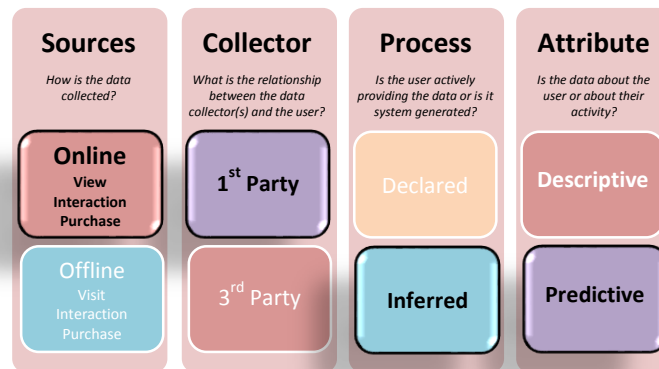 Sources
How is the data
collected?
Online
View
Interaction
Purchase
Offline
Visit
Interaction
Purchase
Collector
What is the relationship
between the data
collector(s) and the user?
1st Party
3rd Party
Process
Is the user actively
providing the data or is it
system generated?
Declared
Inferred
Attribute
Is the data about the
user or about their
activity?
Descriptive
Predictive